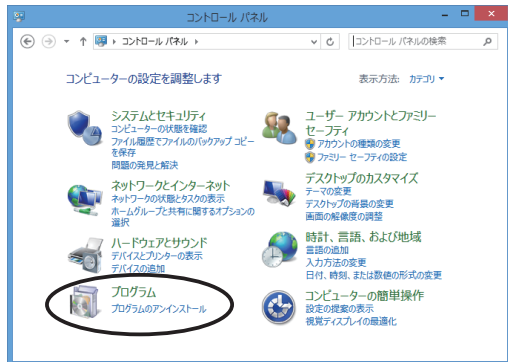 コントロール パネル
コントロール パネル
コントロール パネルの検索
コンピューターの設定を調整します
表示方法: カテゴリ
システムとセキュリティ
コンピューターの状態を確認
ファイル履歴でファイルのバックアップ コピー
を保存
問題の発見と解決
ネットワークとインターネット
ネットワークの状態とタスクの表示
ホームグループと共有に関するオプションの
選択
ハードウェアとサウンド
デバイスとプリンターの表示
デバイスの追加
プログラム
プログラムのアンインストール
ユーザー アカウントとファミリー
セーフティ
アカウントの種類の変更
ファミリー セーフティの設定
デスクトップのカスタマイズ
テーマの変更
デスクトップの背景の変更
画面の解像度の調整
時計、言語、および地域
言語の追加
入力方法の変更
日付、時刻、または数値の形式の変更
コンピューターの簡単操作
設定の提案の表示
視覚ディスプレイの最適化